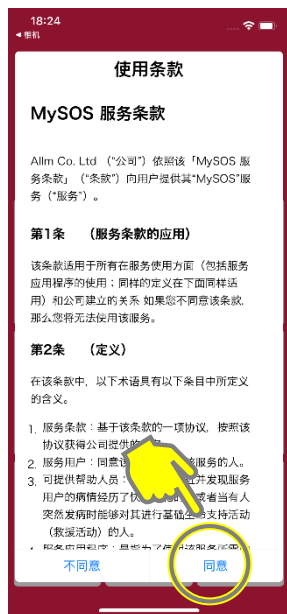 18:24
◀ 相机
使用条款
MySOS 服务条款
Allm Co. Ltd （“公司”）依照该「MySOS 服
务条款」（“条款”）向用户提供其“MySOS”服
务（“服务”）。
第1条 （服务条款的应用）
该条款适用于所有在服务使用方面（包括服务
应用程序的使用；同样的定义在下面同样适
用）和公司建立的关系 如果您不同意该条款,
那么您将无法使用该服务。
第2条 （定义）
在该条款中，以下术语具有以下条目中所定义
的含义。
1. 服务条款：基于该条款的一项协议，按照该
协议获得公司提供的
2. 服务用户：同意该 服务的人。
3. 可提供帮助人员： 并发现服务
用户的病情经历了 或者当有人
突然发病时能够对其进行基础生命支持活动
（救援活动）的人。
不同意
同意